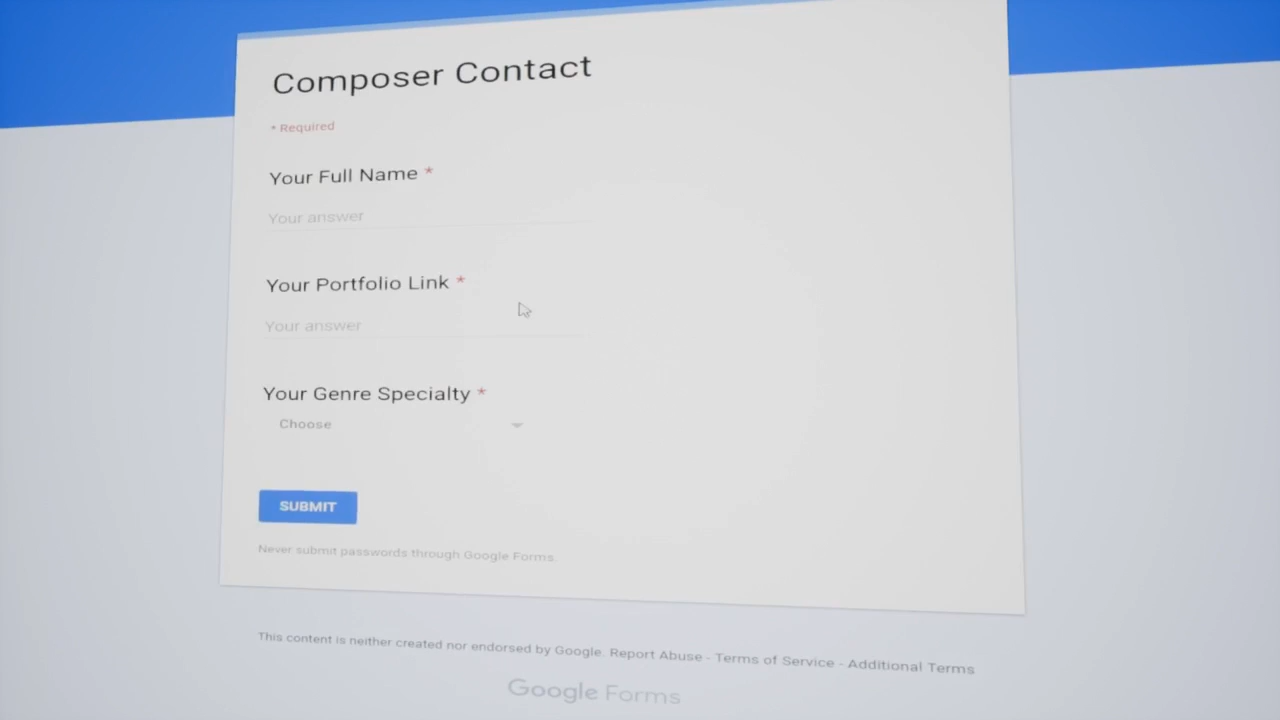 Composer Contact
* Required
Your Full Name *
Your answer
Your Portfolio Link *
Your answer
Your Genre Specialty *
Choose
SUBMIT
Never submit passwords through Google Forms.
This content is neither created nor endorsed by Google. Report Abuse - Terms of Service - Additional Terms
Google Forms